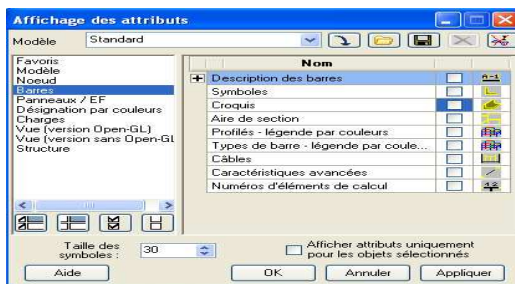 Affichage des attributs
Modèle Standard
Favoris
Modèle
Noeud
Barres
Panneaux / EF
Désignation par couleurs
Charges
Vue (version Open-GL)
Vue (version sans Open-GL
Structure
Nom
Description des barres
Symboles
Croquis
Aire de section
Profilés - légende par couleurs
Types de barre - légende par coule...
Câbles
Caractéristiques avancées
Numéros d'éléments de calcul
Taille des symboles : 30
Afficher attributs uniquement
pour les objets sélectionnés
Aide OK Annuler Appliquer